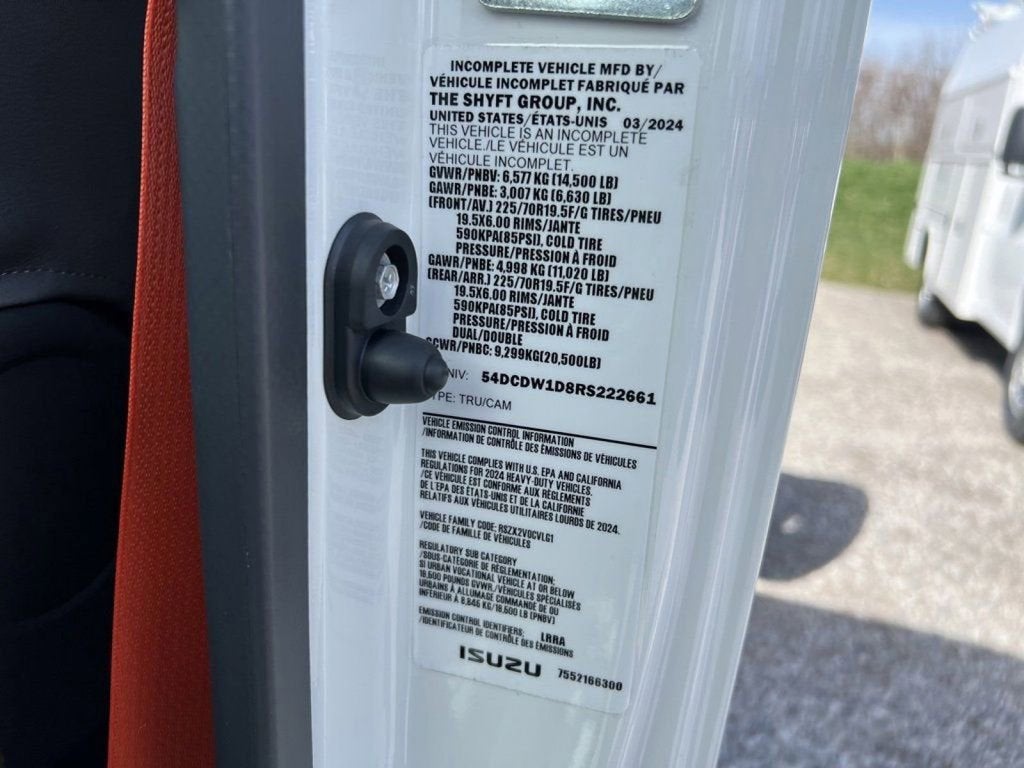 INCOMPLETE VEHICLE MFD BY/
VÉHICULE INCOMPLET FABRIQUÉ PAR
THE SHYFT GROUP, INC.
UNITED STATES/ÉTATS-UNIS 03/2024
THIS VEHICLE IS AN INCOMPLETE
VEHICLE./LE VÉHICULE EST UN
VÉHICULE INCOMPLET.
GVWR/PNBV: 6,577 KG (14,500 LB)
GAWR/PNBE: 3,007 KG (6,630 LB)
(FRONT/AV.) 225/70R19.5F/G TIRES/PNEU
19.5X6.00 RIMS/JANTE
590KPA(85PSI), COLD TIRE
PRESSURE/PRESSION À FROID
GAWR/PNBE: 4,998 KG (11,020 LB)
(REAR/ARR.) 225/70R19.5F/G TIRES/PNEU
19.5X6.00 RIMS/JANTE
590KPA(85PSI), COLD TIRE
PRESSURE/PRESSION À FROID
DUAL/DOUBLE
GCWR/PNBC: 9,299KG(20,500LB)
NIV: 54DCDW1D8RS222661
TYPE: TRU/CAM
VEHICLE EMISSION CONTROL INFORMATION
/INFORMATION DE CONTRÔLE DES ÉMISSIONS DE VÉHICULES
THIS VEHICLE COMPLIES WITH U.S. EPA AND CALIFORNIA
REGULATIONS FOR 2024 HEAVY-DUTY VEHICLES.
/CE VÉHICULE EST CONFORME AUX RÈGLEMENTS
DE L'EPA DES ÉTATS-UNIS ET DE LA CALIFORNIE
RELATIFS AUX VÉHICULES UTILITAIRES LOURDS DE 2024.
VEHICLE FAMILY CODE: RSZX2VOCVLG1
/CODE DE FAMILLE DE VÉHICULES
REGULATORY SUB CATEGORY
/SOUS-CATÉGORIE DE RÉGLEMENTATION:
SI URBAN VOCATIONAL VEHICLE AT OR BELOW
19,500 POUNDS GVWR/VÉHICULES SPÉCIALISÉS
URBAINS À ALLUMAGE COMMANDÉ DE OU
INFÉRIEUR À 8,845 KG/19,500 LB (PNBV)
EMISSION CONTROL IDENTIFIERS: LRRA
/IDENTIFICATEUR DE CONTRÔLE DES ÉMISSIONS
ISUZU 7552166300